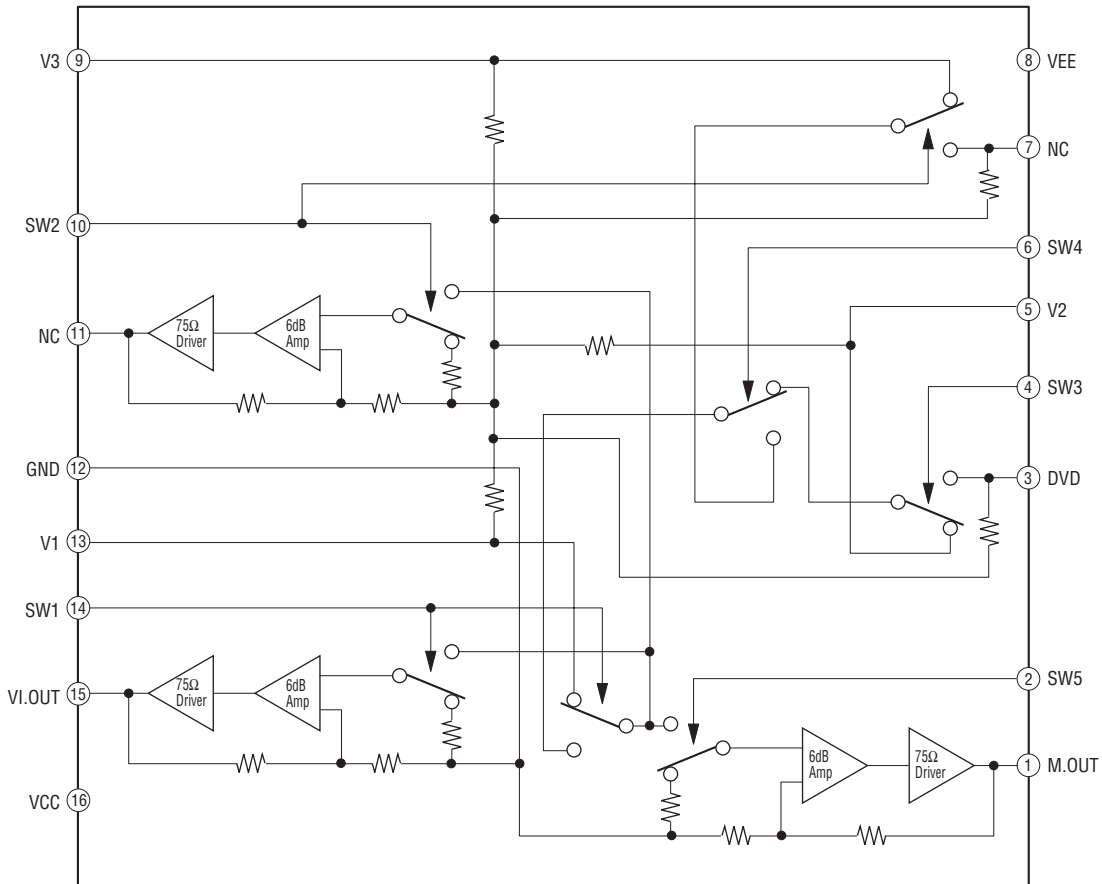 V3 9
8 VEE
7 NC
SW2 10
6 SW4
5 V2
NC 11
75Ω
Driver
6dB
Amp
4 SW3
GND 12
3 DVD
V1 13
SW1 14
VI.OUT 15
75Ω
Driver
6dB
Amp
2 SW5
6dB
Amp
75Ω
Driver
1 M.OUT
VCC 16